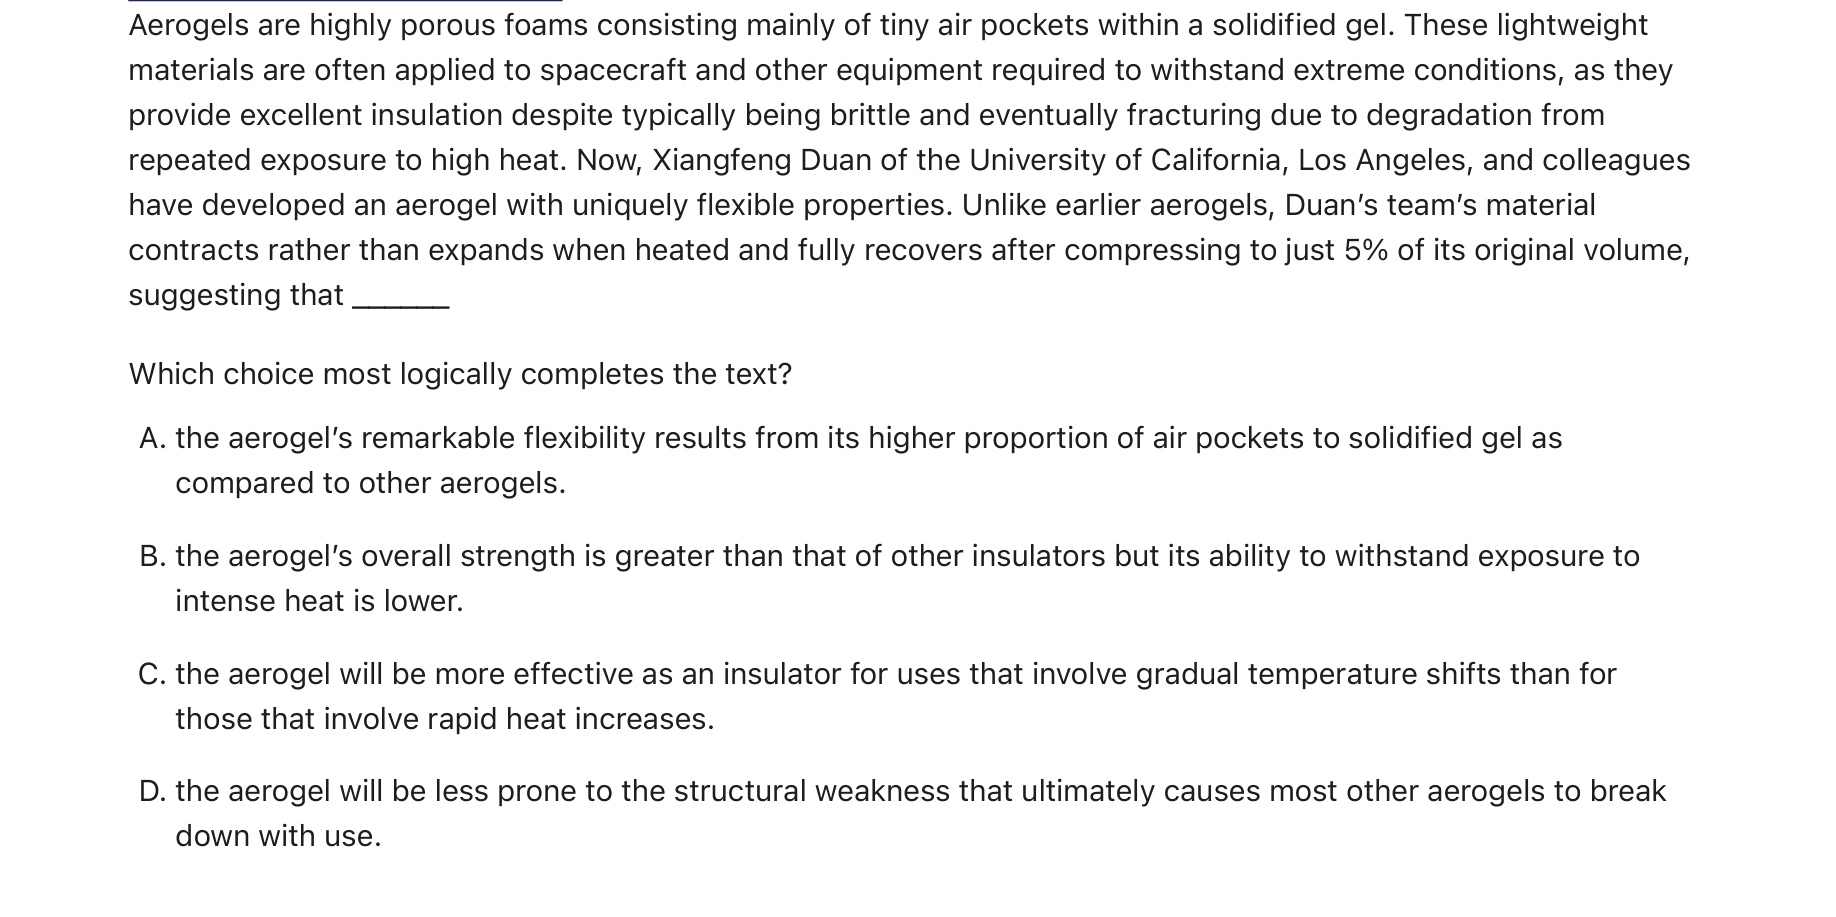 Aerogels are highly porous foams consisting mainly of tiny air pockets within a solidified gel. These lightweight
materials are often applied to spacecraft and other equipment required to withstand extreme conditions, as they
provide excellent insulation despite typically being brittle and eventually fracturing due to degradation from
repeated exposure to high heat. Now, Xiangfeng Duan of the University of California, Los Angeles, and colleagues
have developed an aerogel with uniquely flexible properties. Unlike earlier aerogels, Duan’s team’s material
contracts rather than expands when heated and fully recovers after compressing to just 5% of its original volume,
suggesting that ______
Which choice most logically completes the text?
A. the aerogel’s remarkable flexibility results from its higher proportion of air pockets to solidified gel as
compared to other aerogels.
B. the aerogel’s overall strength is greater than that of other insulators but its ability to withstand exposure to
intense heat is lower.
C. the aerogel will be more effective as an insulator for uses that involve gradual temperature shifts than for
those that involve rapid heat increases.
D. the aerogel will be less prone to the structural weakness that ultimately causes most other aerogels to break
down with use.